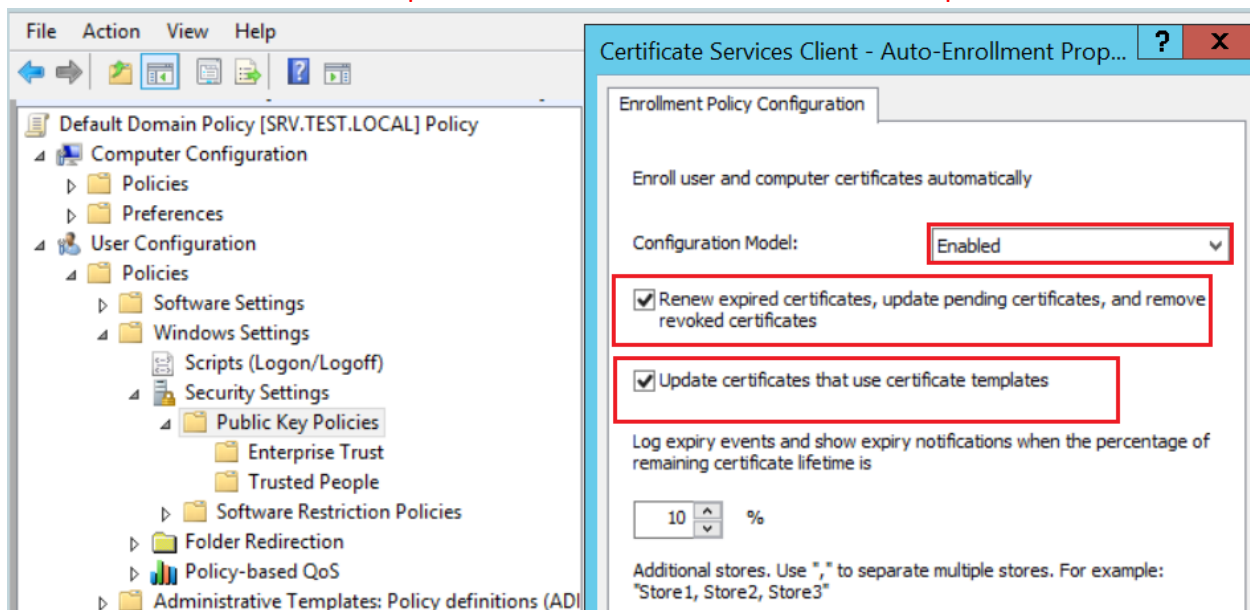 File Action View Help
Default Domain Policy [SRV.TEST.LOCAL] Policy
Computer Configuration
Policies
Preferences
User Configuration
Policies
Software Settings
Windows Settings
Scripts (Logon/Logoff)
Security Settings
Public Key Policies
Enterprise Trust
Trusted People
Software Restriction Policies
Folder Redirection
Policy-based QoS
Administrative Templates: Policy definitions (ADI
Certificate Services Client - Auto-Enrollment Prop... ? X
Enrollment Policy Configuration
Enroll user and computer certificates automatically
Configuration Model: Enabled
Renew expired certificates, update pending certificates, and remove
revoked certificates
Update certificates that use certificate templates
Log expiry events and show expiry notifications when the percentage of
remaining certificate lifetime is
10 %
Additional stores. Use "," to separate multiple stores. For example:
"Store1, Store2, Store3"